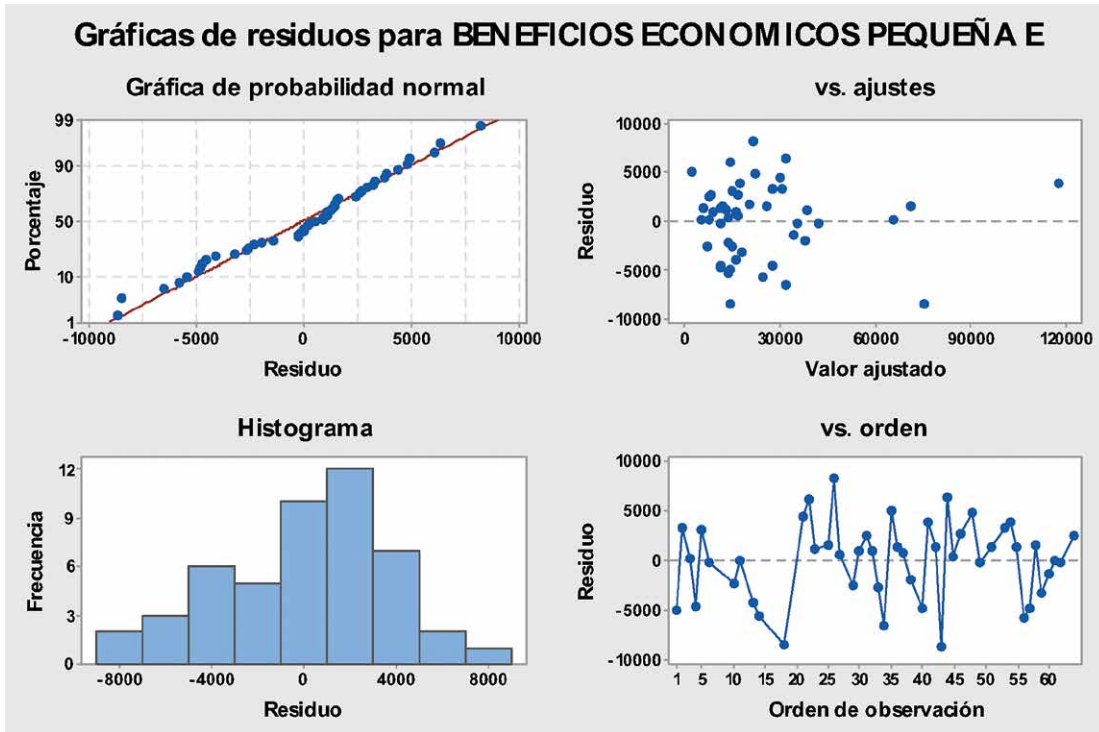 Gráficas de residuos para BENEFICIOS ECONOMICOS PEQUEÑA E
Gráfica de probabilidad normal
99
90
50
10
1
Porcentaje
-10000 -5000 0 5000 10000
Residuo
vs. ajustes
10000
5000
0
-5000
-10000
Residuo
0 30000 60000 90000 120000
Valor ajustado
Histograma
12
9
6
3
0
Frecuencia
-8000 -4000 0 4000 8000
Residuo
vs. orden
10000
5000
0
-5000
-10000
Residuo
1 5 10 15 20 25 30 35 40 45 50 55 60
Orden de observación